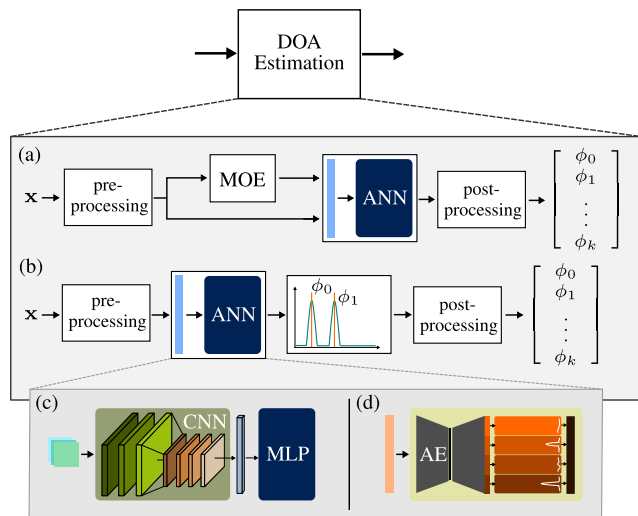 DOA
Estimation
(a)
x
pre-
processing
MOE
ANN
post-
processing
ϕ₀
ϕ₁
⋮
ϕₖ
(b)
x
pre-
processing
ANN
ϕ₀
ϕ₁
post-
processing
ϕ₀
ϕ₁
⋮
ϕₖ
(c)
CNN
MLP
(d)
AE